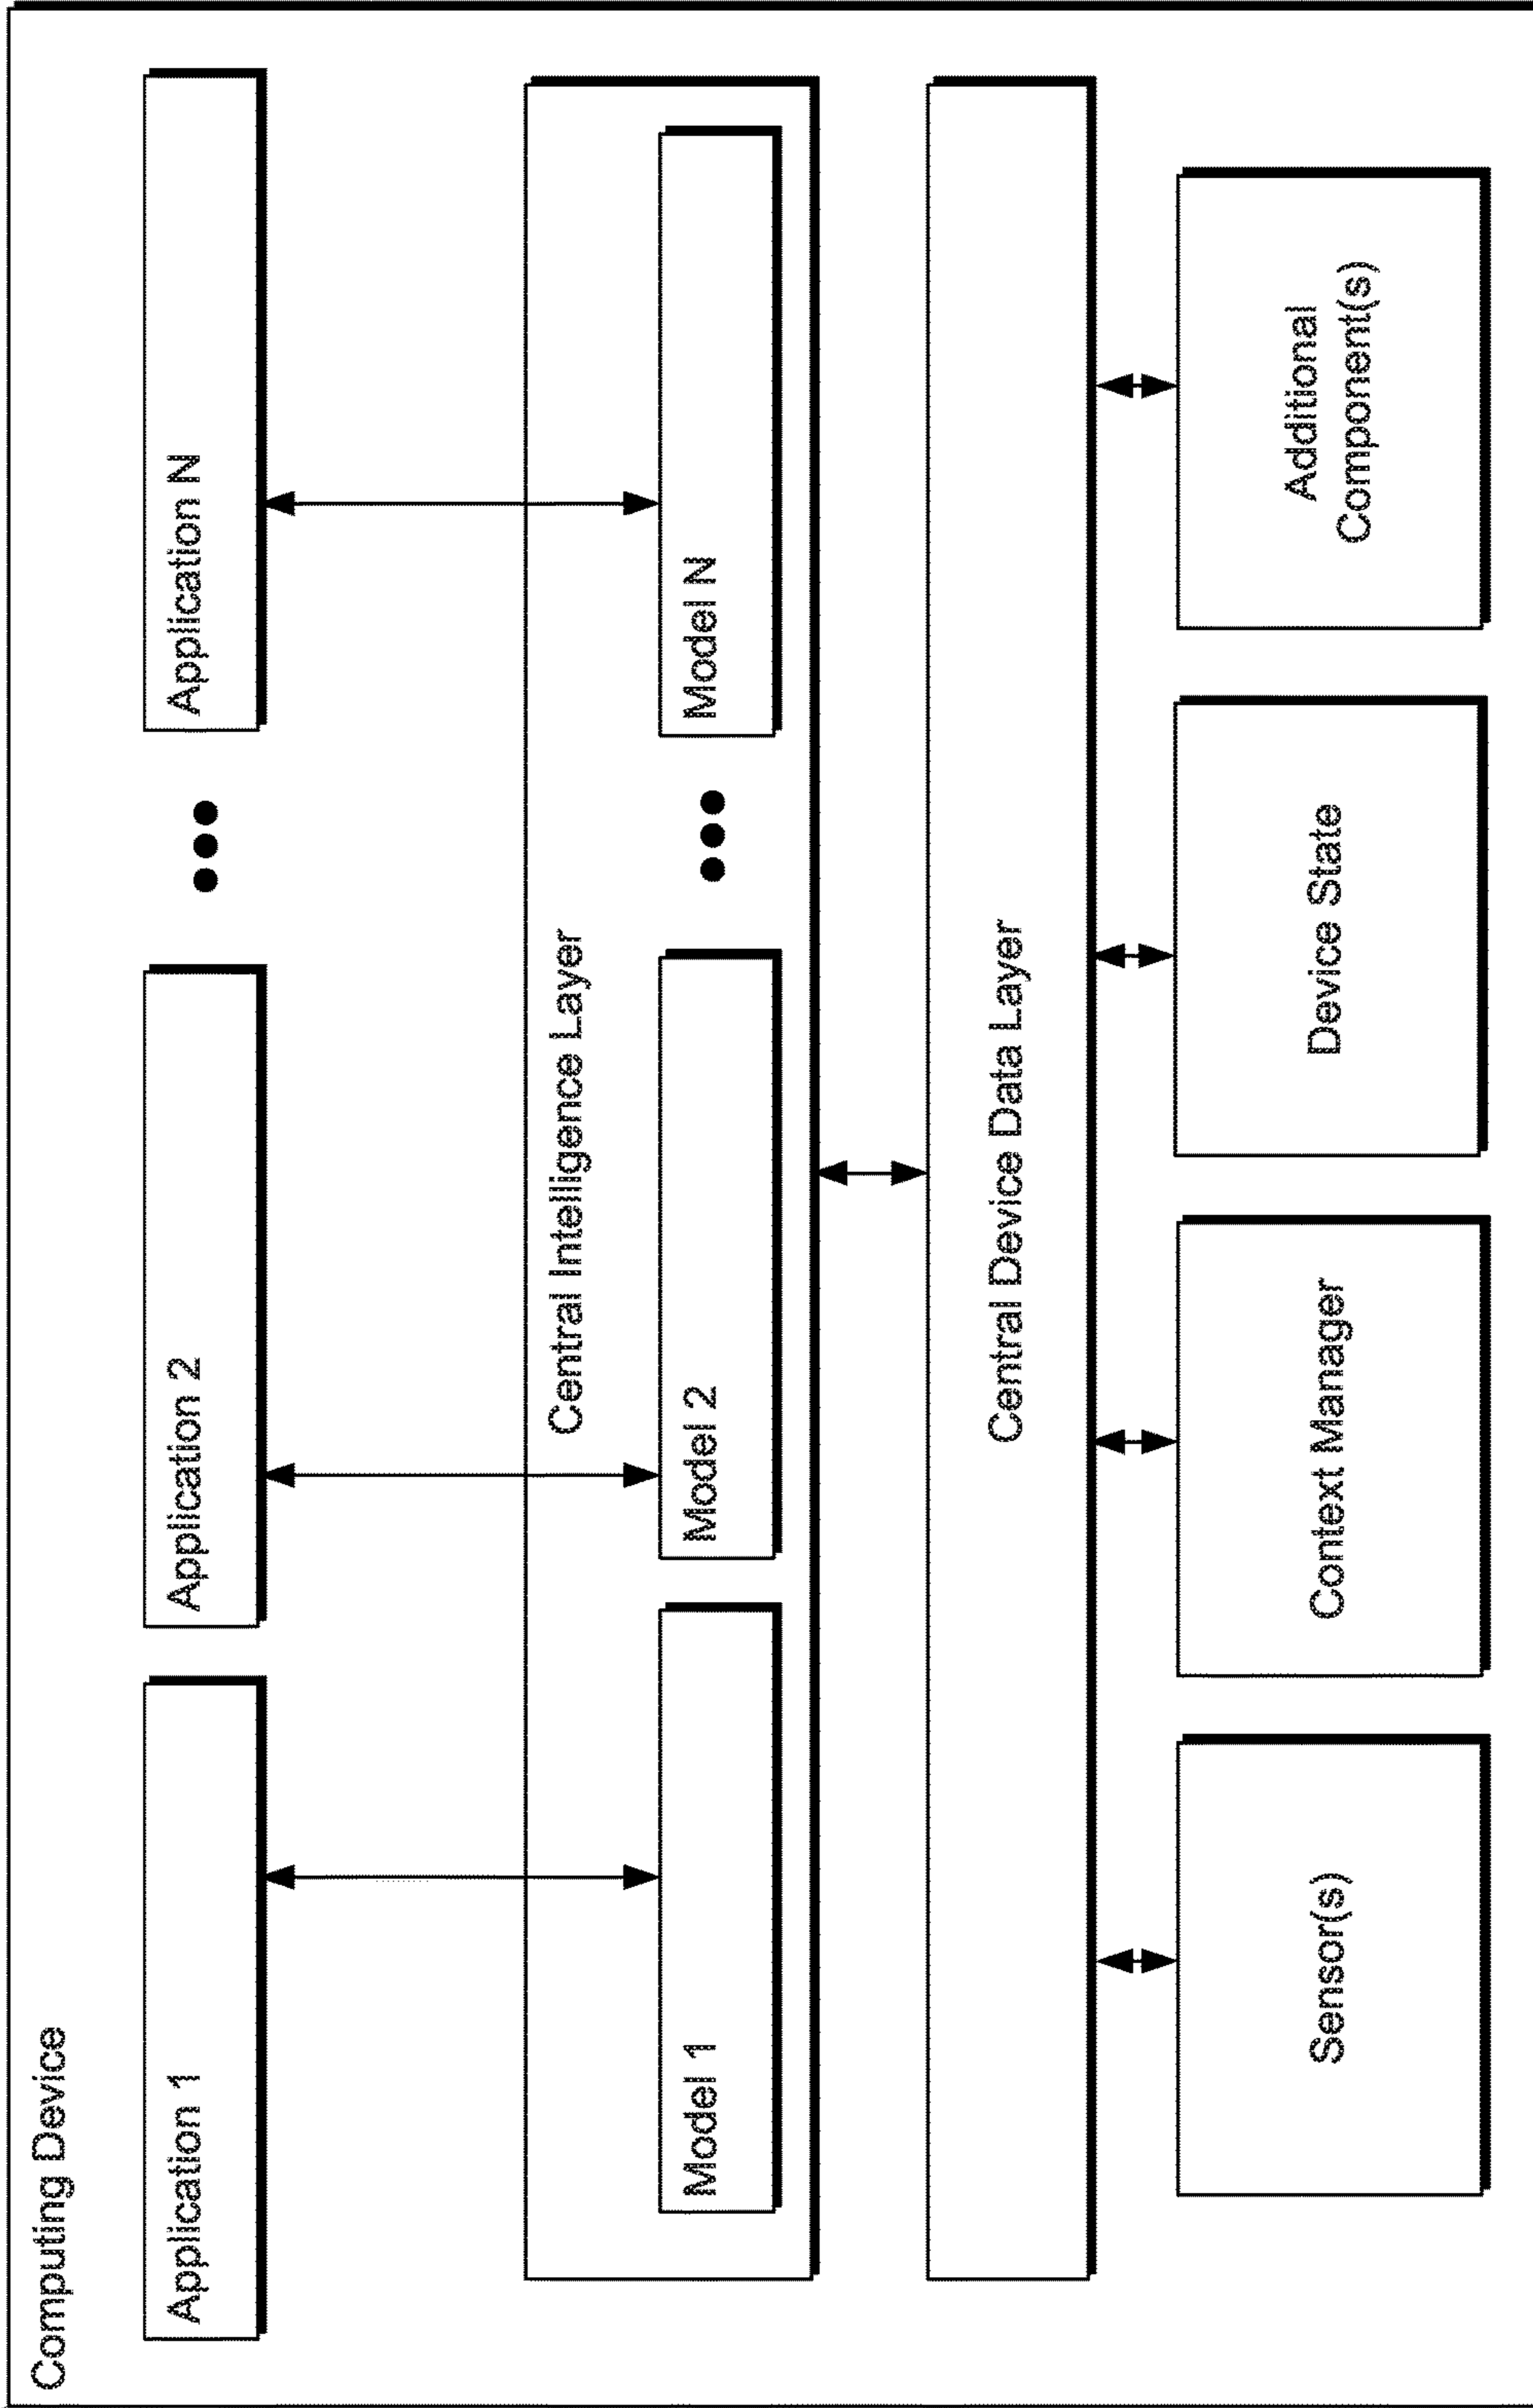 Computing Device
Application 1
Application 2
Application N
Central Intelligence Layer
Model 1
Model 2
Model N
Central Device Data Layer
Sensor(s)
Context Manager
Device State
Additional
Component(s)